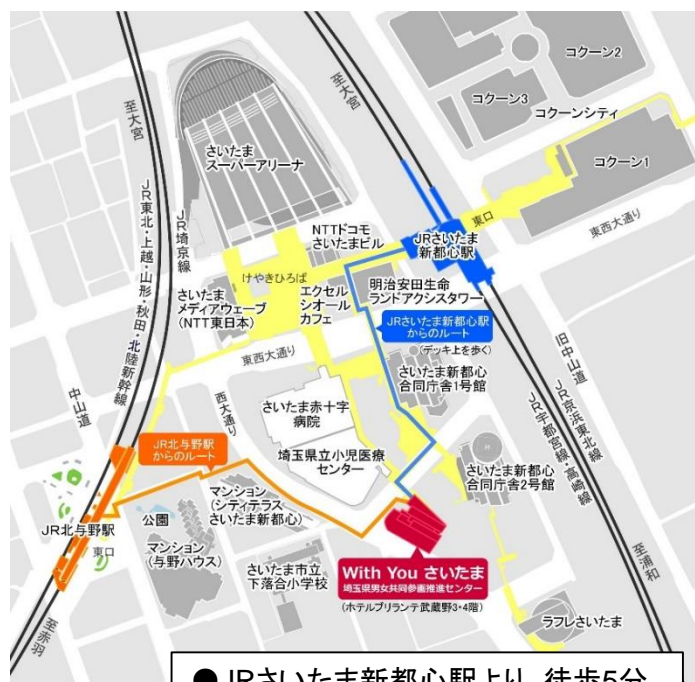 コクーン2
コクーン3
コクーンシティ
コクーン1
至大宮
至大宮
さいたま
スーパーアリーナ
JR東北・上越・山形・秋田・北陸新幹線
JR埼京線
東口
NTTドコモ
さいたまビル
JRさいたま
新都心駅
東西大通り
けやきひろば
さいたま
メディアウェーブ
(NTT東日本)
エクセル
シオール
カフェ
明治安田生命
ランドアクシスタワー
JRさいたま新都心駅
からのルート
(デッキ上を歩く)
東西大通り
旧中山道
中山道
西大通り
さいたま新都心
合同庁舎1号館
JR京浜東北線
JR宇都宮線・高崎線
さいたま赤十字
病院
JR北与野駅
からのルート
埼玉県立小児医療
センター
さいたま新都心
合同庁舎2号館
マンション
(シティテラス
さいたま新都心)
JR北与野駅
公園
東口
マンション
(与野ハウス)
さいたま市立
下落合小学校
With You さいたま
埼玉県男女共同参画推進センター
(ホテルブリランテ武蔵野3・4階)
至浦和
ラフレさいたま
至赤羽
● JRさいたま新都心駅より 徒歩5分